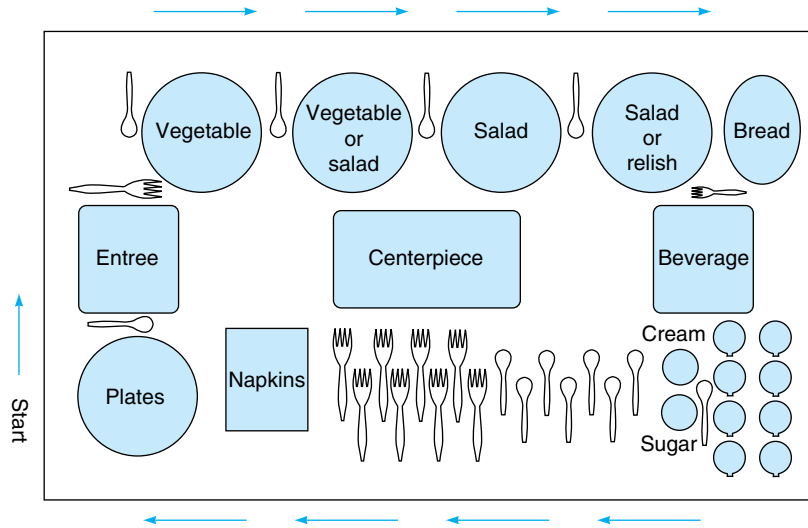 Vegetable
Vegetable
or
salad
Salad
Salad
or
relish
Bread
Entree
Centerpiece
Beverage
Plates
Napkins
Cream
Sugar
Start